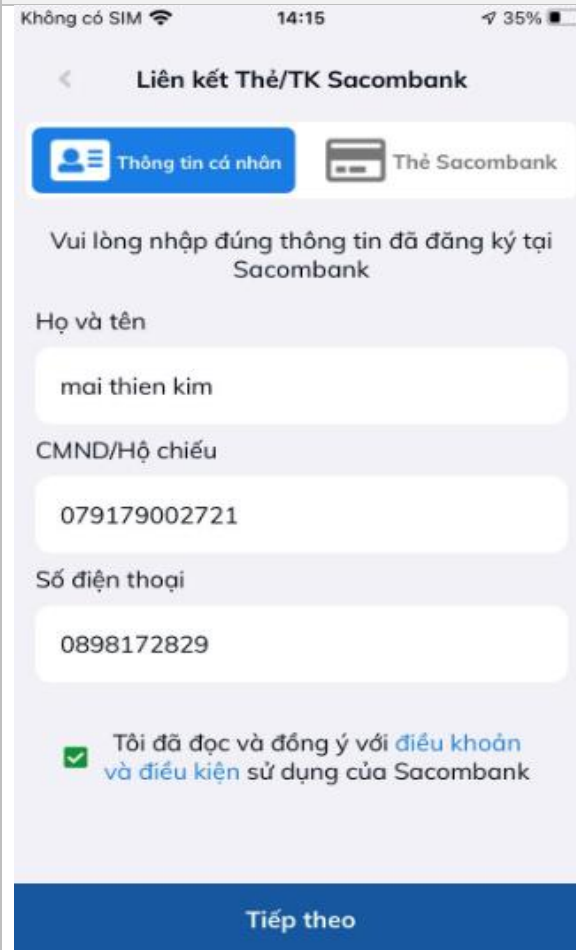 Không có SIM 14:15 35%
Liên kết Thẻ/TK Sacombank
Thông tin cá nhân Thẻ Sacombank
Vui lòng nhập đúng thông tin đã đăng ký tại
Sacombank
Họ và tên
mai thien kim
CMND/Hộ chiếu
079179002721
Số điện thoại
0898172829
Tôi đã đọc và đồng ý với điều khoản
và điều kiện sử dụng của Sacombank
Tiếp theo